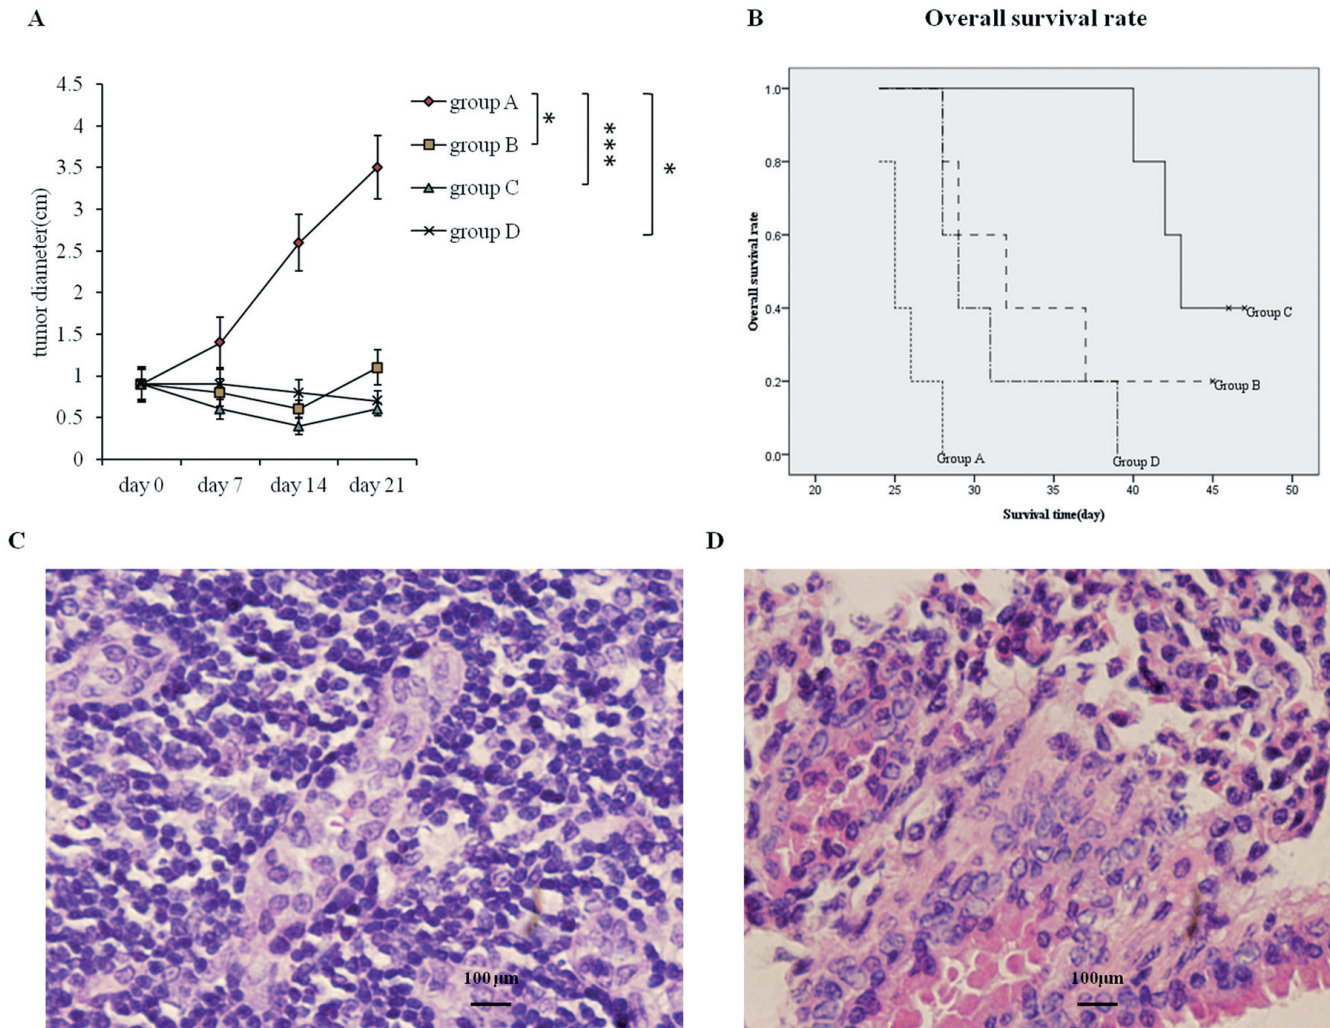 A
B
Overall survival rate
4.5
4
3.5
3
2.5
2
1.5
1
0.5
0
tumor diameter(cm)
day 0
day 7
day 14
day 21
group A
group B
group C
group D
*
***
*
1.0
0.8
0.6
0.4
0.2
0.0
Overall survival rate
Group C
Group B
Group A
Group D
20
25
30
35
40
45
50
Survival time(day)
C
D
100μm
100μm